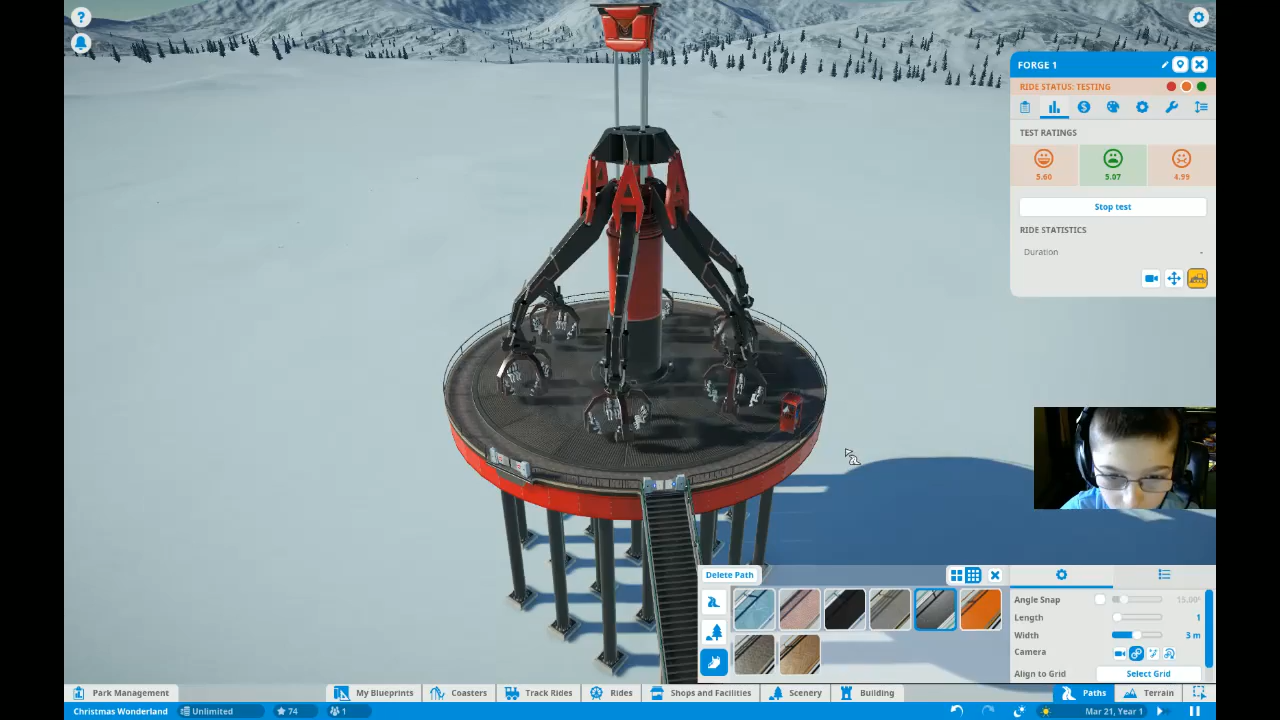 ?
FORGE 1
RIDE STATUS: TESTING
TEST RATINGS
5.60 5.07 4.99
Stop test
RIDE STATISTICS
Duration -
Delete Path
Angle Snap 15.00°
Length 1
Width 3 m
Camera
Align to Grid Select Grid
Park Management My Blueprints Coasters Track Rides Rides Shops and Facilities Scenery Building Paths Terrain
Christmas Wonderland Unlimited 74 1 Mar 21, Year 1